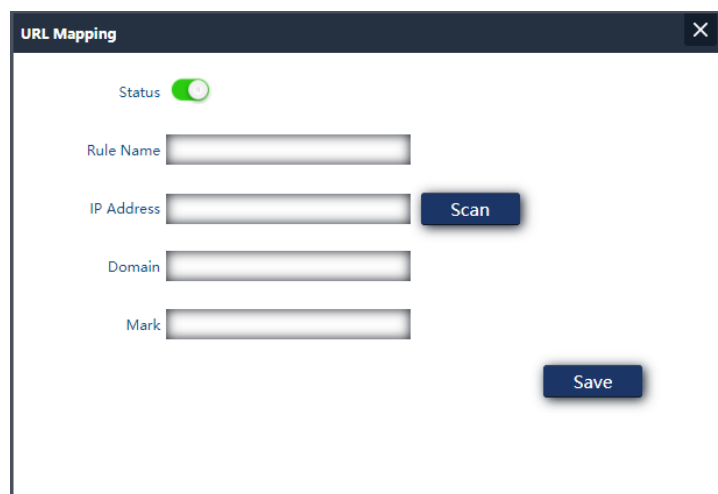 URL Mapping
Status
Rule Name
IP Address Scan
Domain
Mark
Save